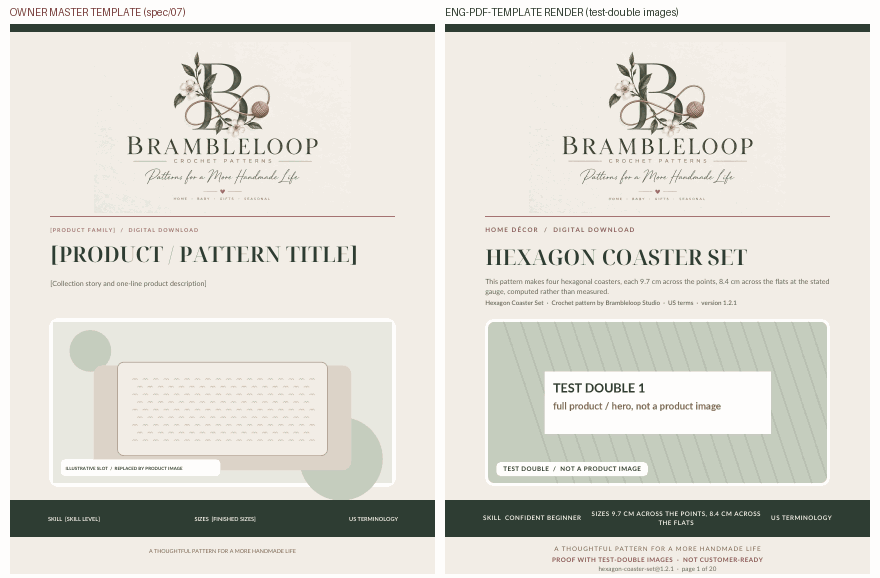 OWNER MASTER TEMPLATE (spec/07)
B
BRAMBLELOOP
CROCHET PATTERNS
Patterns for a More Handmade Life
HOME · BABY · GIFTS · SEASONAL
[PRODUCT FAMILY] / DIGITAL DOWNLOAD
[PRODUCT / PATTERN TITLE]
[Collection story and one-line product description]
ILLUSTRATIVE SLOT / REPLACED BY PRODUCT IMAGE
SKILL [SKILL LEVEL]
SIZES [FINISHED SIZES]
US TERMINOLOGY
A THOUGHTFUL PATTERN FOR A MORE HANDMADE LIFE
ENG-PDF-TEMPLATE RENDER (test-double images)
B
BRAMBLELOOP
CROCHET PATTERNS
Patterns for a More Handmade Life
HOME · BABY · GIFTS · SEASONAL
HOME DÉCOR / DIGITAL DOWNLOAD
HEXAGON COASTER SET
This pattern makes four hexagonal coasters, each 9.7 cm across the points, 8.4 cm across the flats at the stated
gauge, computed rather than measured.
Hexagon Coaster Set · Crochet pattern by Brambleloop Studio · US terms · version 1.2.1
TEST DOUBLE 1
full product / hero, not a product image
TEST DOUBLE / NOT A PRODUCT IMAGE
SKILL CONFIDENT BEGINNER
SIZES 9.7 CM ACROSS THE POINTS, 8.4 CM ACROSS
THE FLATS
US TERMINOLOGY
A THOUGHTFUL PATTERN FOR A MORE HANDMADE LIFE
PROOF WITH TEST-DOUBLE IMAGES · NOT CUSTOMER-READY
hexagon-coaster-set@1.2.1 · page 1 of 20